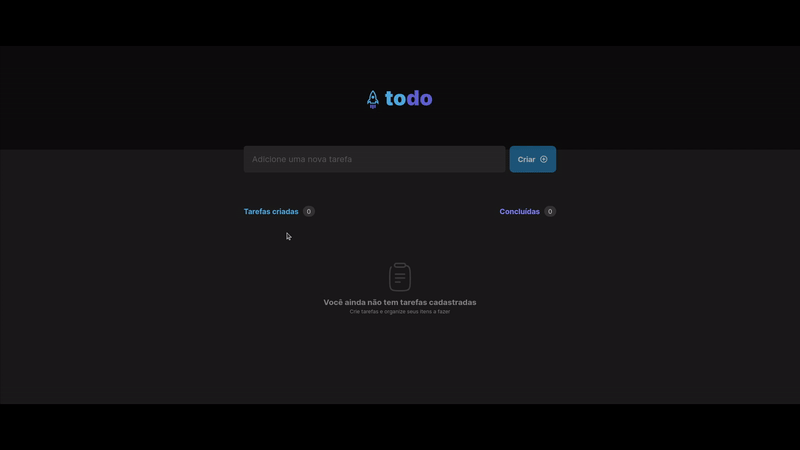 todo
Adicione uma nova tarefa
Criar
Tarefas criadas 0
Concluídas 0
Você ainda não tem tarefas cadastradas
Crie tarefas e organize seus itens a fazer